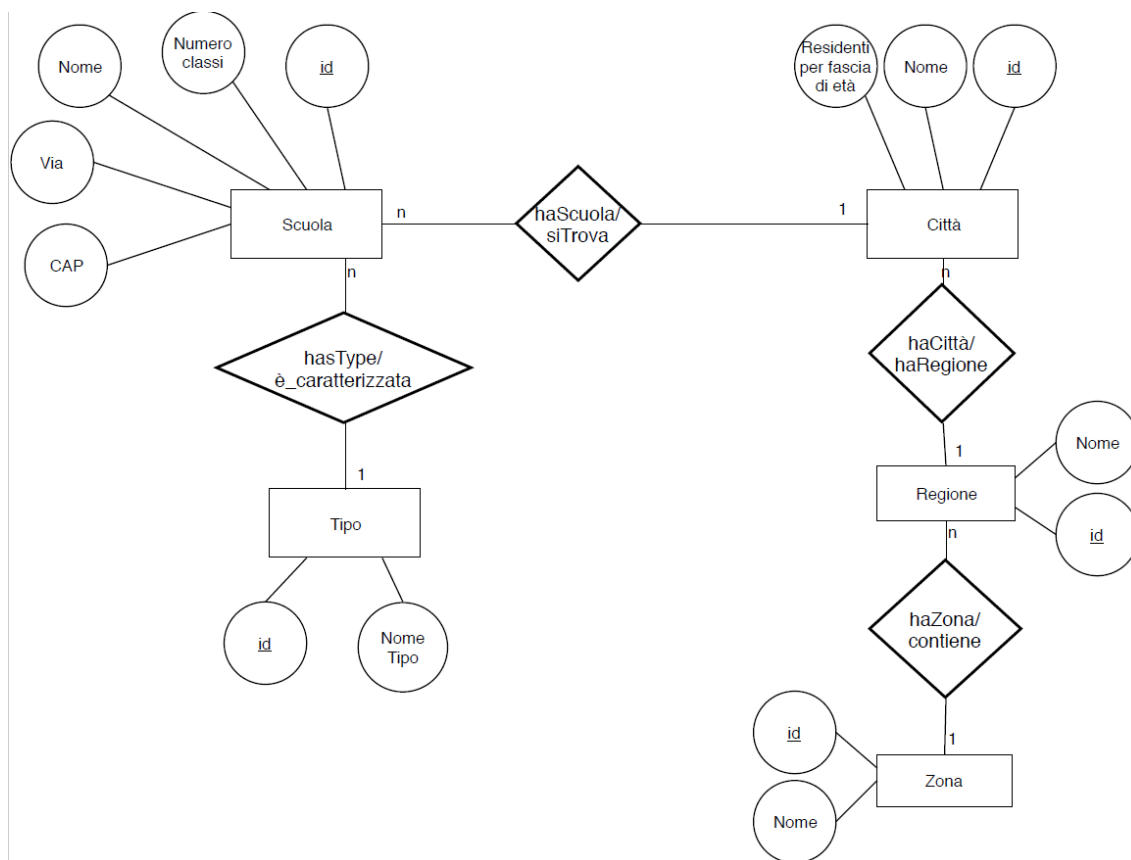 Numero
classi
Nome
id
Residenti
per fascia
di età
Nome
id
Via
Scuola
n
haScuola/
siTrova
1
Città
CAP
n
n
hasType/
è_caratterizzata
haCittà/
haRegione
1
1
Nome
Tipo
Regione
id
n
id
Nome
Tipo
haZona/
contiene
id
1
Zona
Nome